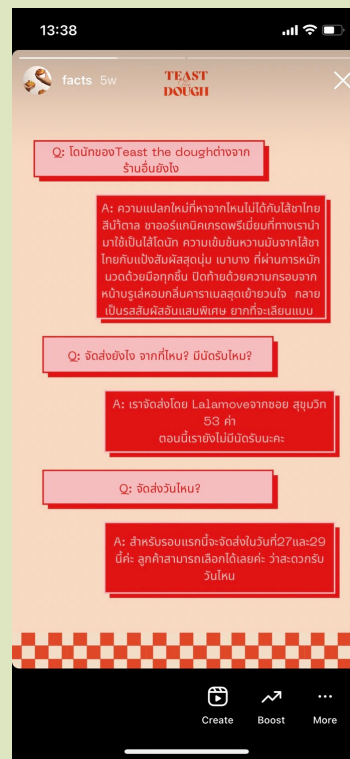 13:38
facts 5w
TEAST
DOUGH
Q: โดนัทของTeast the doughต่างจาก
ร้านอื่นยังไง
A: ความแปลกใหม่ที่หาจากไหนไม่ได้กับไส้ชาไทย
สีน้ำตาล ชาออร์แกนิคเกรดพรีเมี่ยมที่ทางเรานำ
มาใช้เป็นไส้โดนัท ความเข้มข้นหวานมันจากไส้ชา
ไทยกับแป้งสัมผัสสุดนุ่ม เบาบาง ที่ผ่านการหมัก
นวดด้วยมือทุกชิ้น ปิดท้ายด้วยความกรอบจาก
หน้าบรูเล่หอมกลิ่นคาราเมลสุดเย้ายวนใจ กลาย
เป็นรสสัมผัสอันแสนพิเศษ ยากที่จะเลียนแบบ
Q: จัดส่งยังไง จากที่ไหน? มีนัดรับไหม?
A: เราจัดส่งโดย Lalamoveจากซอย สุขุมวิท
53 ค่า
ตอนนี้เรายังไม่มีนัดรับนะคะ
Q: จัดส่งวันไหน?
A: สำหรับรอบแรกนี้จะจัดส่งในวันที่27และ29
นี้ค่ะ ลูกค้าสามารถเลือกได้เลยค่ะ ว่าสะดวกรับ
วันไหน
Create Boost More